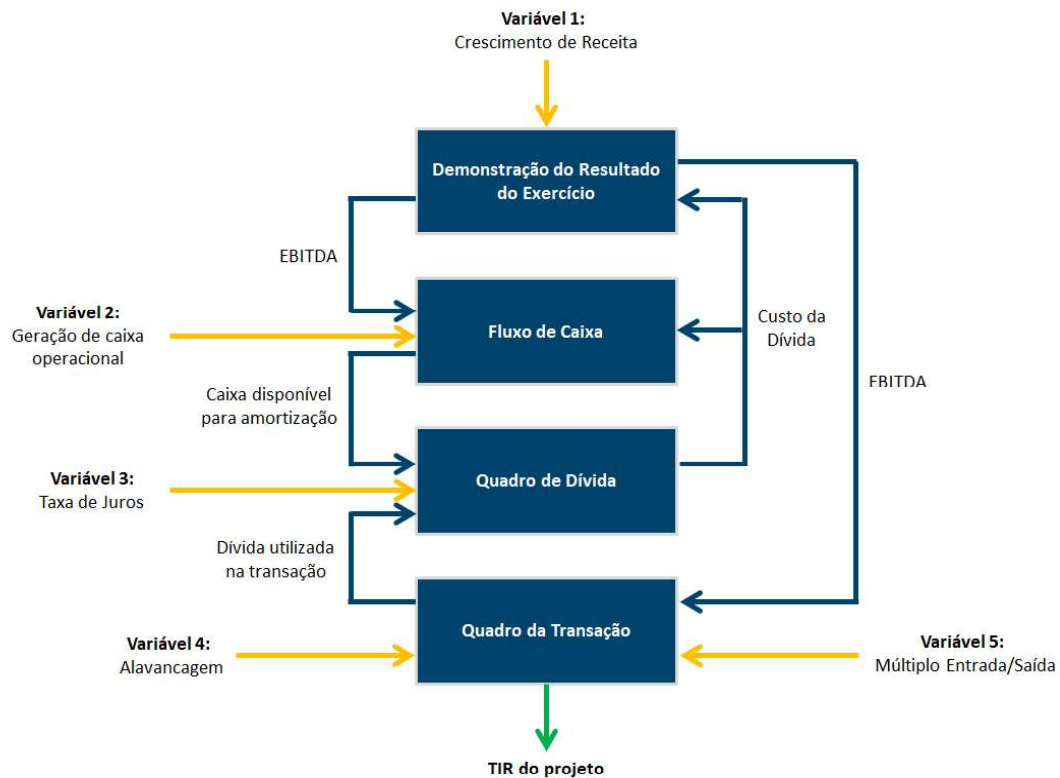 Variável 1:
Crescimento de Receita
Demonstração do Resultado
do Exercício
EBITDA
Variável 2:
Geração de caixa
operacional
Fluxo de Caixa
Custo da
Dívida
EBITDA
Caixa disponível
para amortização
Variável 3:
Taxa de Juros
Quadro de Dívida
Dívida utilizada
na transação
Quadro da Transação
Variável 4:
Alavancagem
Variável 5:
Múltiplo Entrada/Saída
TIR do projeto